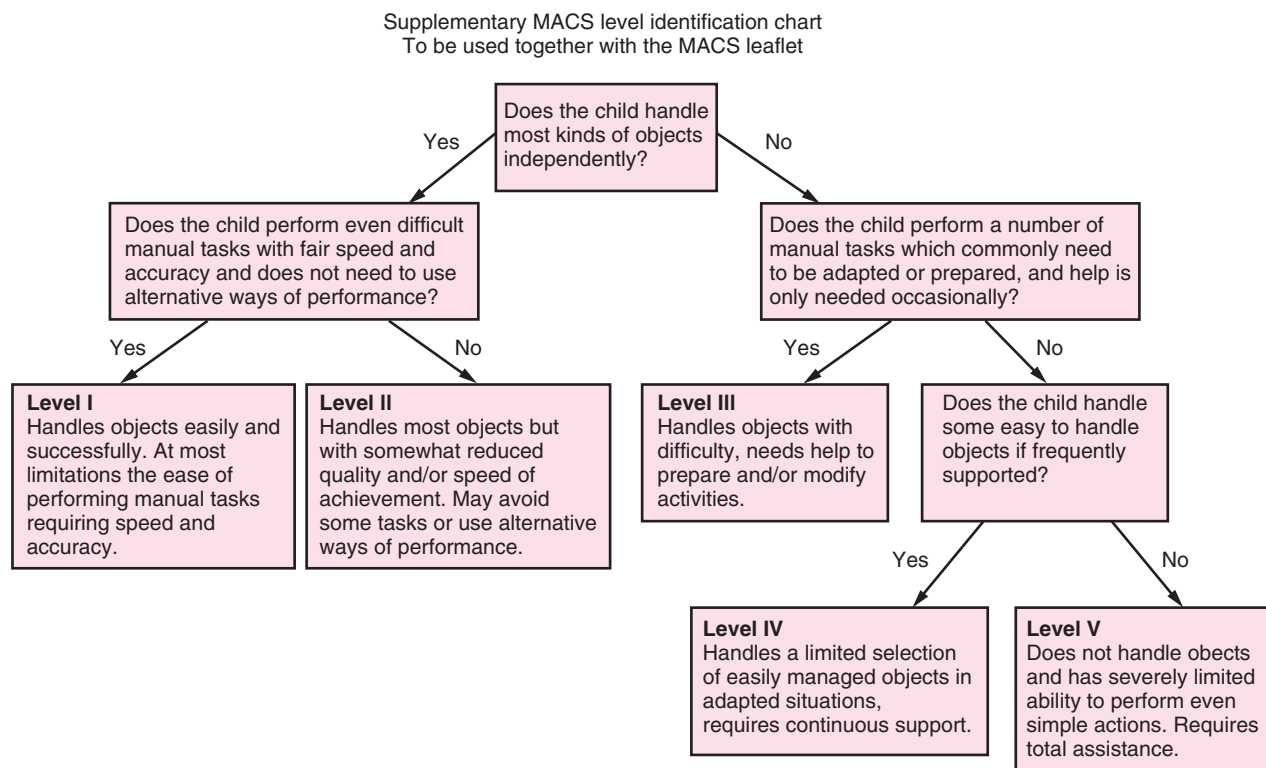 Supplementary MACS level identification chart
To be used together with the MACS leaflet
Does the child handle
most kinds of objects
independently?
Yes
No
Does the child perform even difficult
manual tasks with fair speed and
accuracy and does not need to use
alternative ways of performance?
Does the child perform a number of
manual tasks which commonly need
to be adapted or prepared, and help is
only needed occasionally?
Yes
No
Yes
No
Level I
Handles objects easily and
successfully. At most
limitations the ease of
performing manual tasks
requiring speed and
accuracy.
Level II
Handles most objects but
with somewhat reduced
quality and/or speed of
achievement. May avoid
some tasks or use alternative
ways of performance.
Level III
Handles objects with
difficulty, needs help to
prepare and/or modify
activities.
Does the child handle
some easy to handle
objects if frequently
supported?
Yes
No
Level IV
Handles a limited selection
of easily managed objects in
adapted situations,
requires continuous support.
Level V
Does not handle obects
and has severely limited
ability to perform even
simple actions. Requires
total assistance.